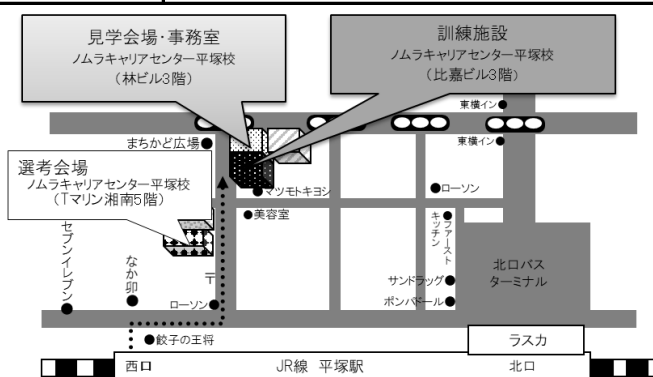 見学会場・事務室
ノムラキャリアセンター平塚校
（林ビル3階）
訓練施設
ノムラキャリアセンター平塚校
（比嘉ビル3階）
東横イン
まちかど広場
東横イン
選考会場
ノムラキャリアセンター平塚校
（Tマリン湘南5階）
マツモトキヨシ
ローソン
美容室
ファースト
キッチン
セブンイレブン
なか卯
〒
サンドラッグ
北口バス
ターミナル
ローソン
ポンパドール
餃子の王将
ラスカ
西口
JR線 平塚駅
北口